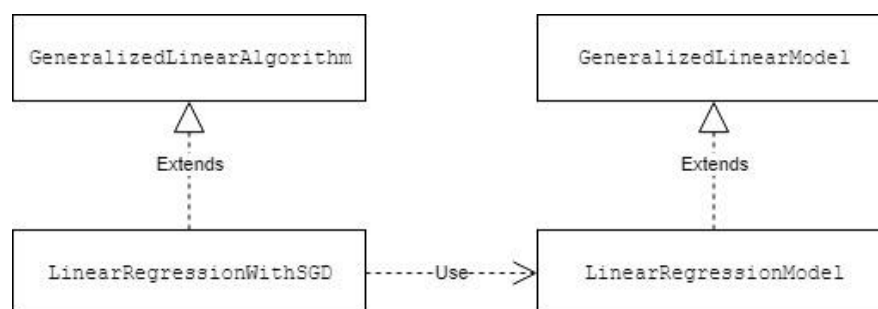 GeneralizedLinearAlgorithm
GeneralizedLinearModel
Extends
Extends
LinearRegressionWithSGD
Use
LinearRegressionModel